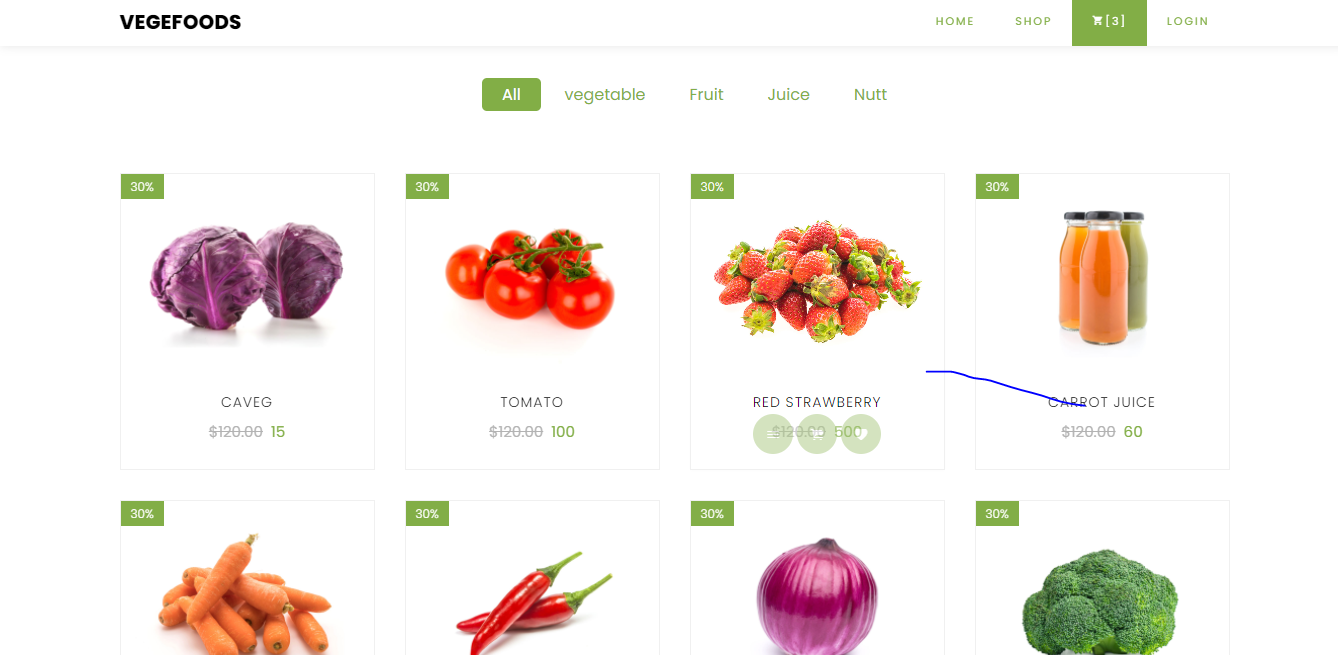 VEGEFOODS
HOME SHOP [3] LOGIN
All vegetable Fruit Juice Nutt
30% 30% 30% 30%
CAVEG TOMATO RED STRAWBERRY CARROT JUICE
$120.00 15 $120.00 100 $120.00 500 $120.00 60
30% 30% 30% 30%